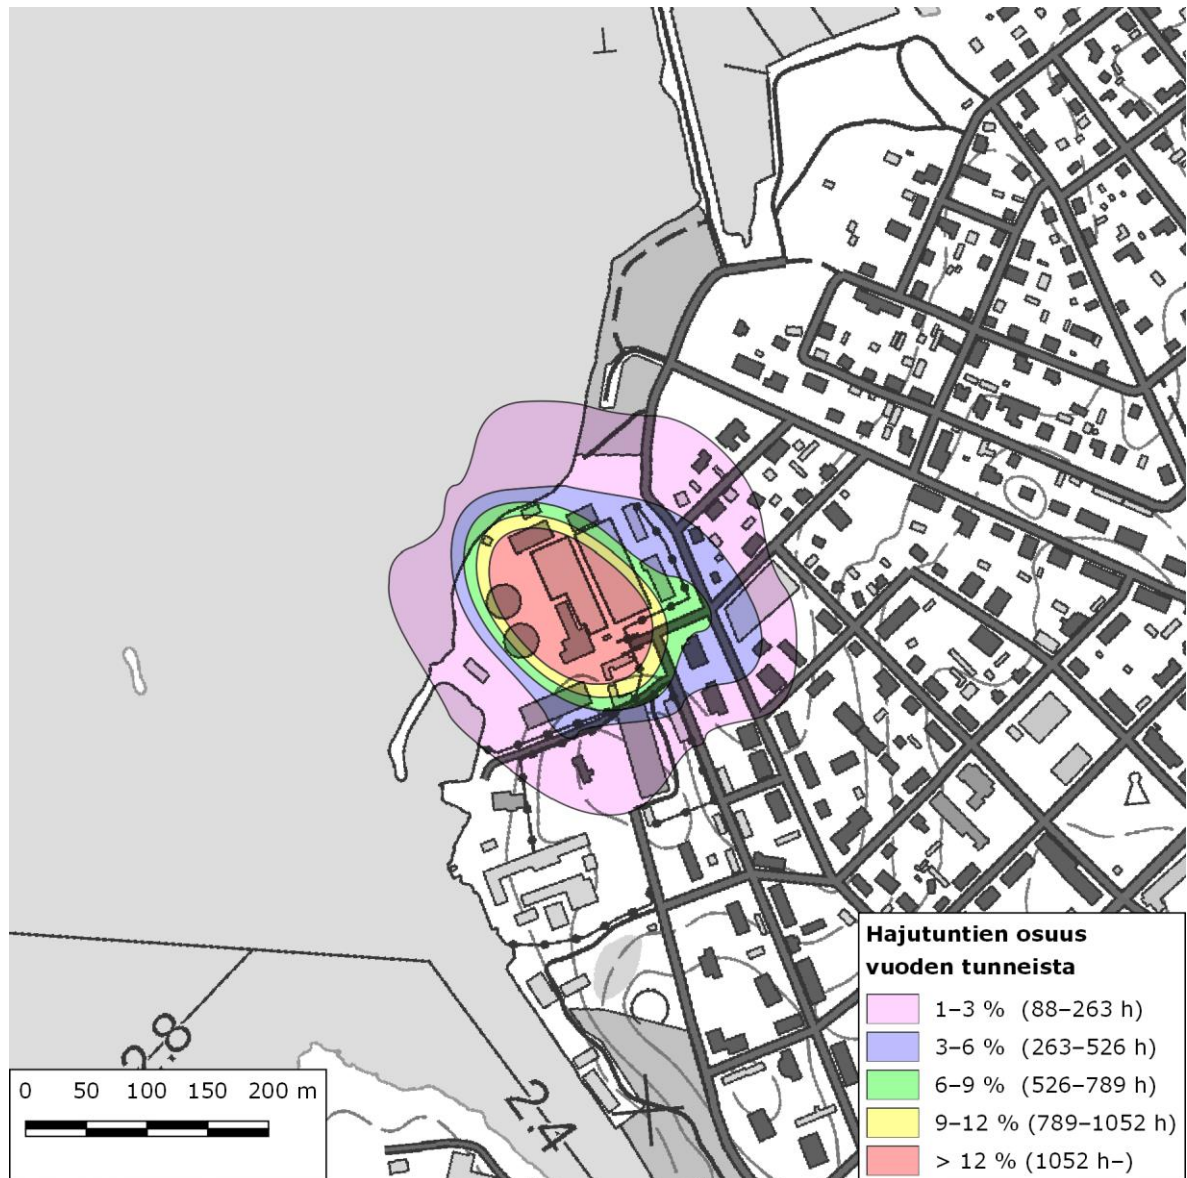 2.8
2.4
0 50 100 150 200 m
Hajutuntien osuus
vuoden tunneista
1–3 % (88–263 h)
3–6 % (263–526 h)
6–9 % (526–789 h)
9–12 % (789–1052 h)
> 12 % (1052 h–)